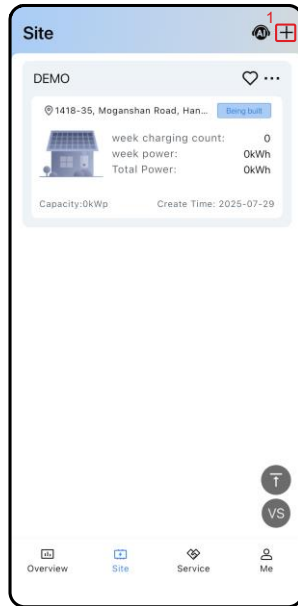 1
Site
AI
DEMO
1418-35, Moganshan Road, Han...
Being built
week charging count: 0
week power: 0kWh
Total Power: 0kWh
Capacity:0kWp
Create Time: 2025-07-29
VS
Overview
Site
Service
Me